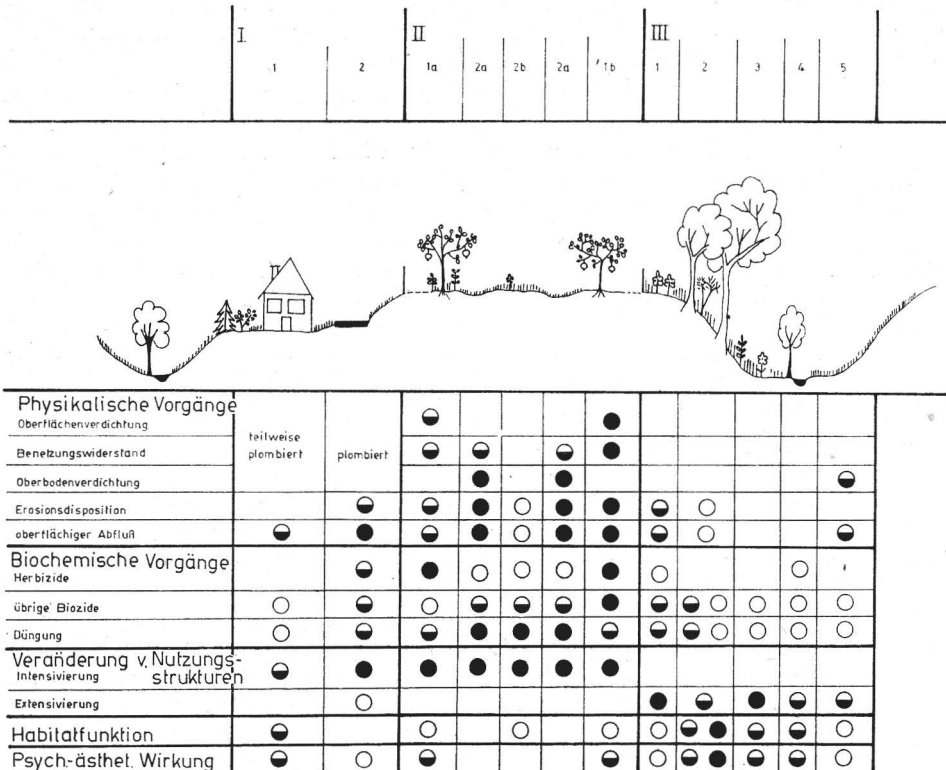 I II III
1 2 1a 2a 2b 2a 1b 1 2 3 4 5
Physikalische Vorgänge
Oberflächenverdichtung
teilweise
plombiert
plombiert
Benetzungswiderstand
Oberbodenverdichtung
Erosionsdisposition
oberflächiger Abfluß
Biochemische Vorgänge
Herbizide
übrige Biozide
Düngung
Veränderung v. Nutzungs-
strukturen
Intensivierung
Extensivierung
Habitatfunktion
Psych.-ästhet. Wirkung